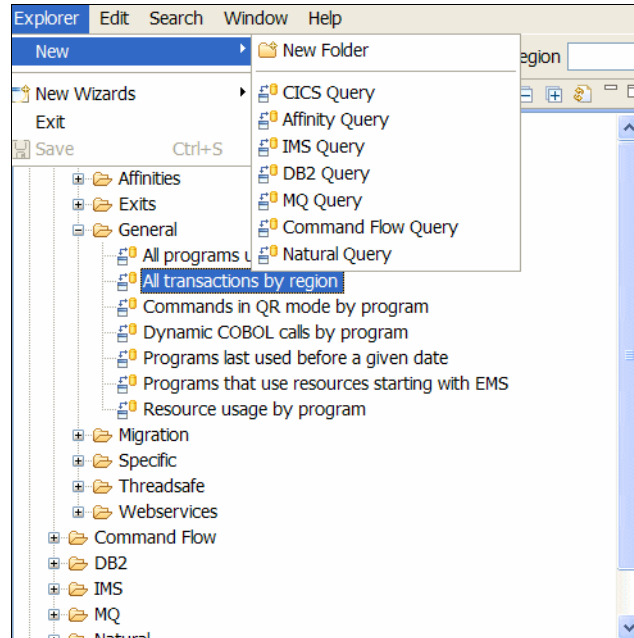 Explorer Edit Search Window Help
New
New Folder
egion
New Wizards
CICS Query
Exit
Affinity Query
Save Ctrl+S
IMS Query
DB2 Query
MQ Query
Command Flow Query
Natural Query
Affinities
Exits
General
All programs u
All transactions by region
Commands in QR mode by program
Dynamic COBOL calls by program
Programs last used before a given date
Programs that use resources starting with EMS
Resource usage by program
Migration
Specific
Threadsafe
Webservices
Command Flow
DB2
IMS
MQ
Natural